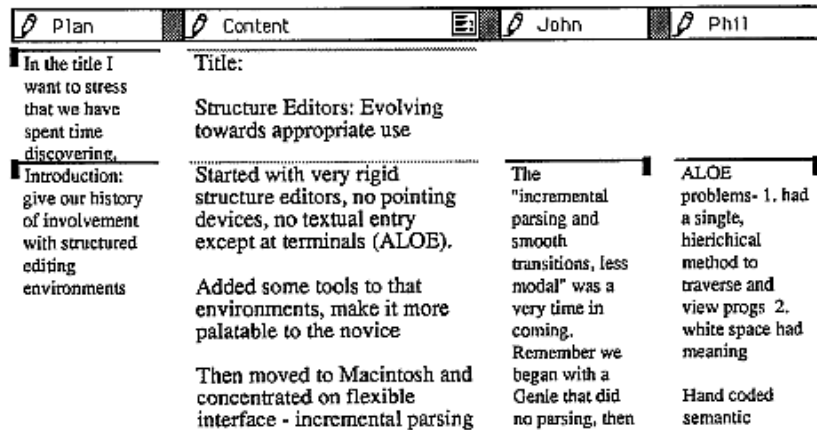 Plan
Content
John
Phil
In the title I
want to stress
that we have
spent time
discovering,
Introduction:
give our history
of involvement
with structured
editing
environments
Title:
Structure Editors: Evolving
towards appropriate use
Started with very rigid
structure editors, no pointing
devices, no textual entry
except at terminals (ALOE).
Added some tools to that
environments, make it more
palatable to the novice
Then moved to Macintosh and
concentrated on flexible
interface - incremental parsing
The
"incremental
parsing and
smooth
transitions, less
modal" was a
very time in
coming.
Remember we
began with a
Genie that did
no parsing, then
ALOE
problems- 1. had
a single,
hierichical
method to
traverse and
view progs 2.
white space had
meaning
Hand coded
semantic